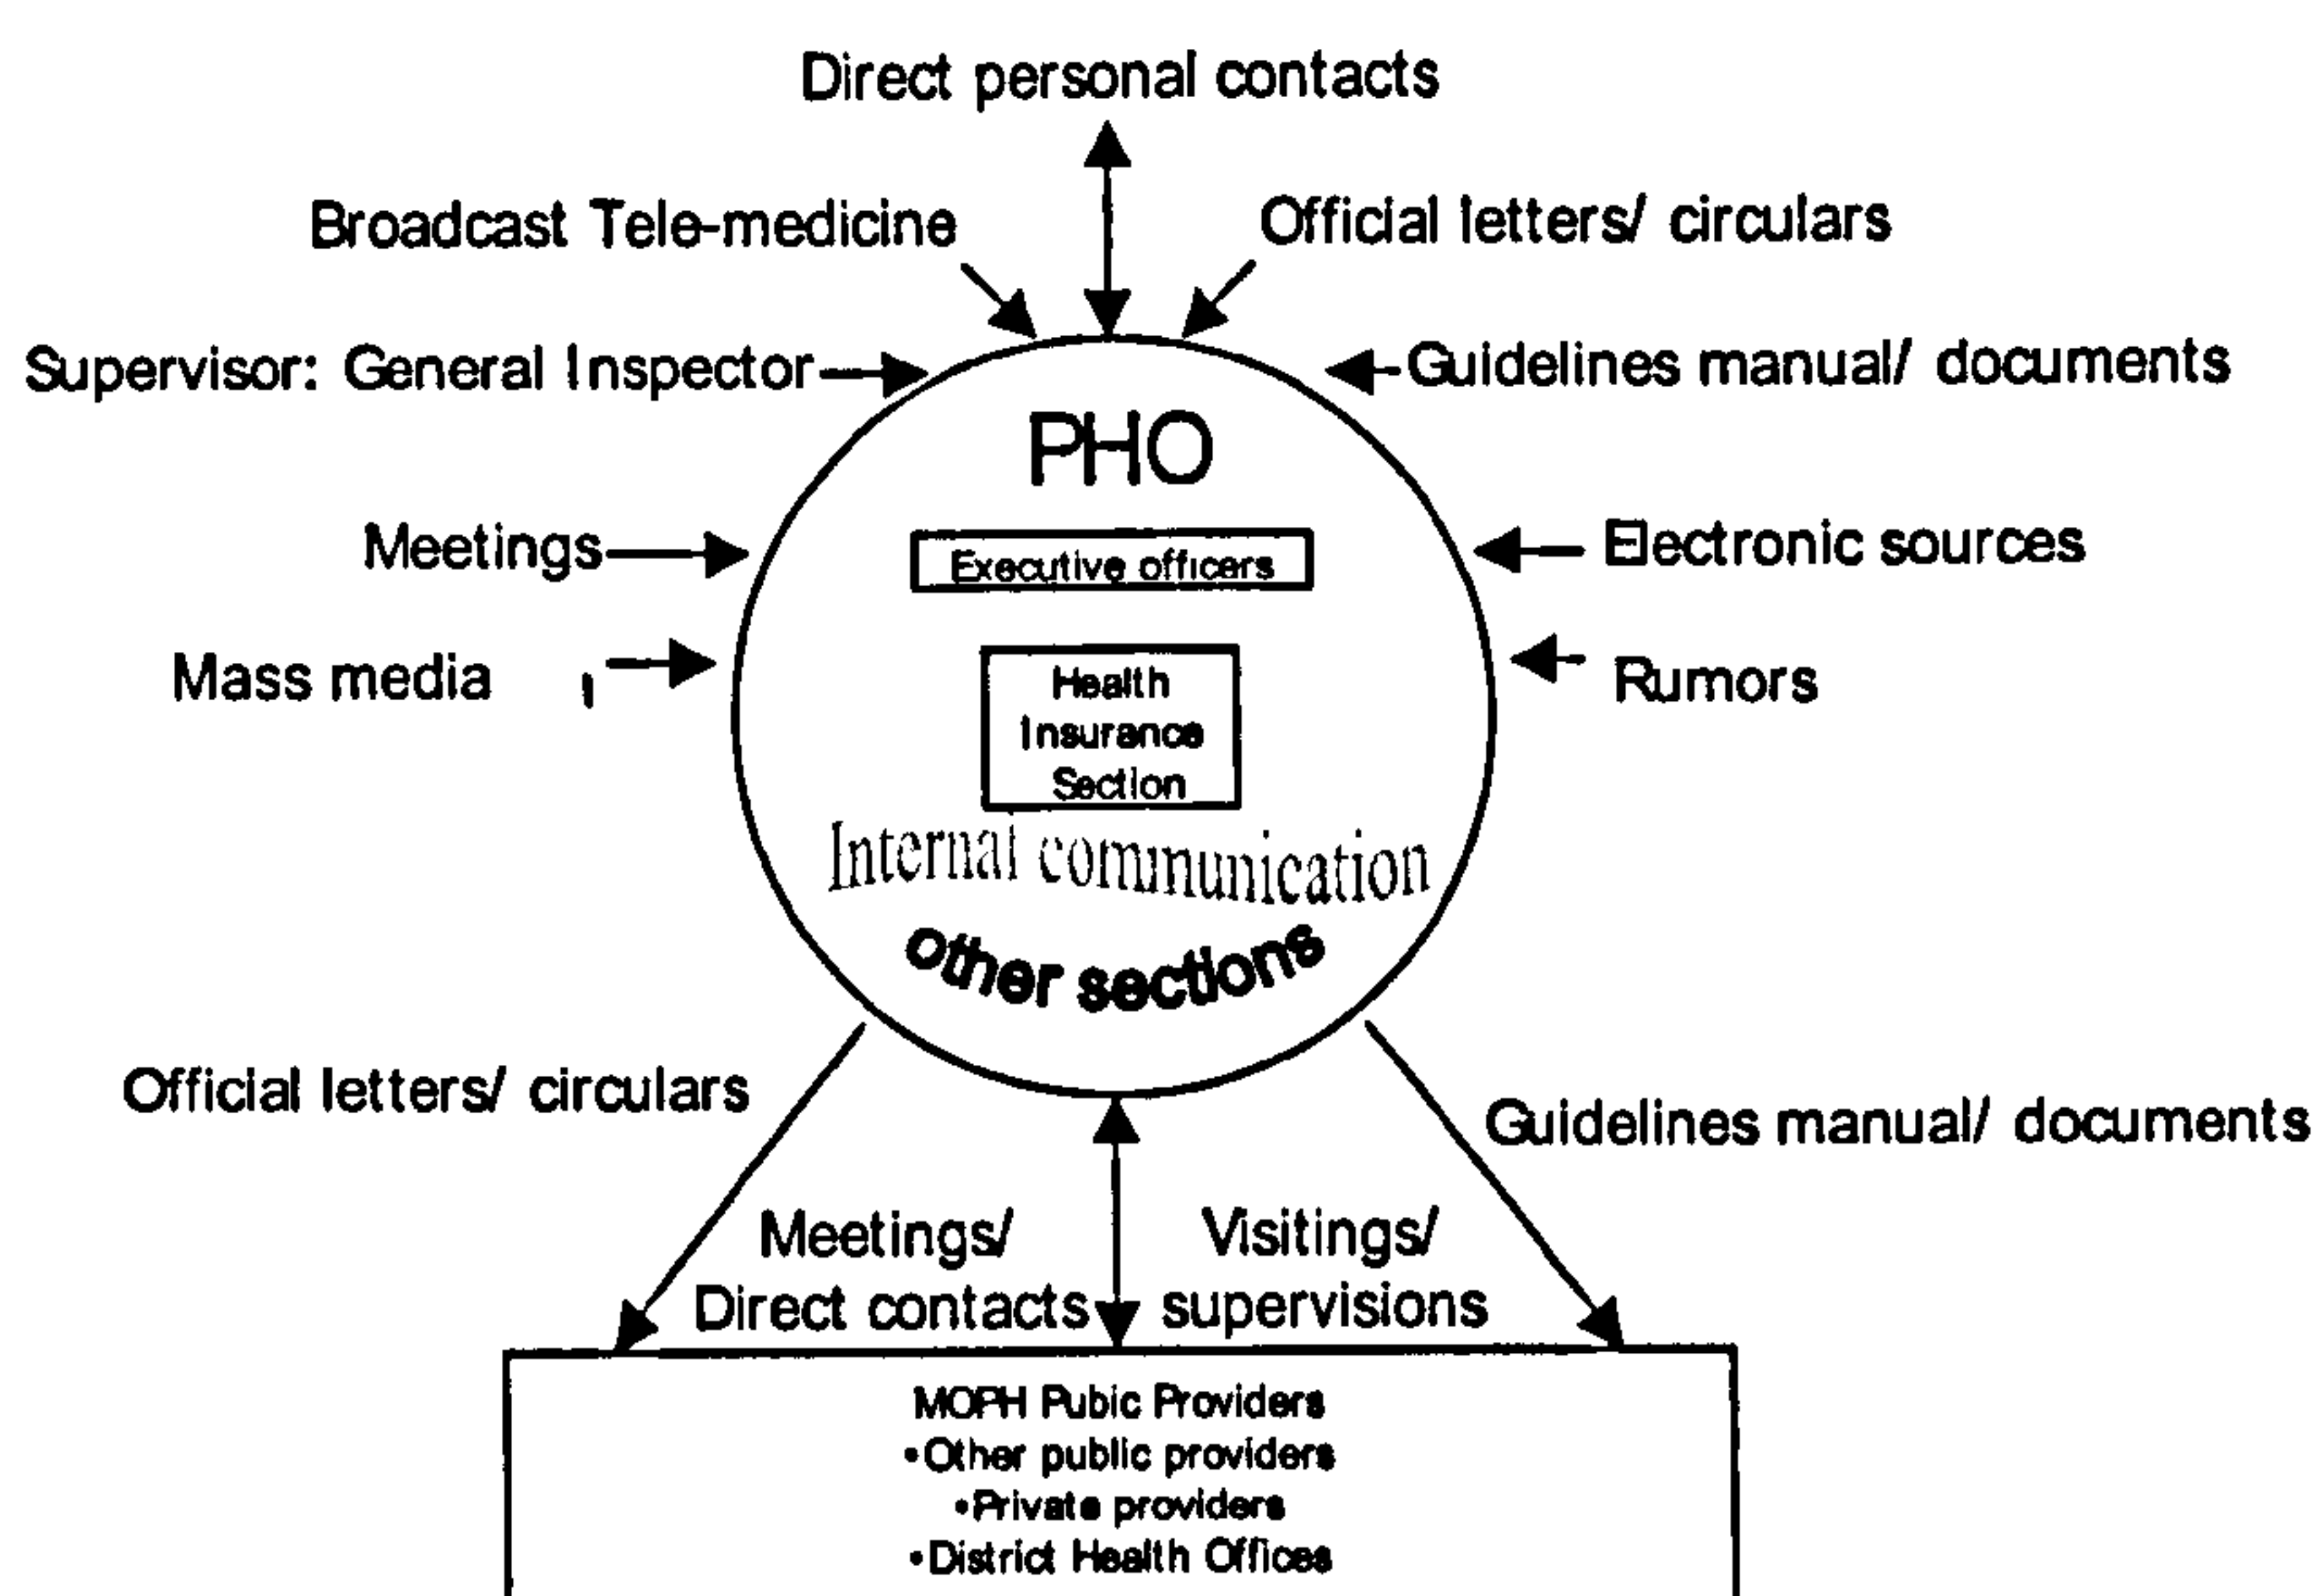 Direct personal contacts
Broadcast Tele-medicine
Official letters/ circulars
Supervisor: General Inspector
Guidelines manual/ documents
PHO
Meetings
Executive officers
Electronic sources
Mass media
Health
Insurance
Section
Rumors
Internal communication
other sections
Official letters/ circulars
Guidelines manual/ documents
Meetings/
Direct contacts
Visitings/
supervisions
MOPH Pubic Providers
•Other public providers
•Private providers
•District Health Offices